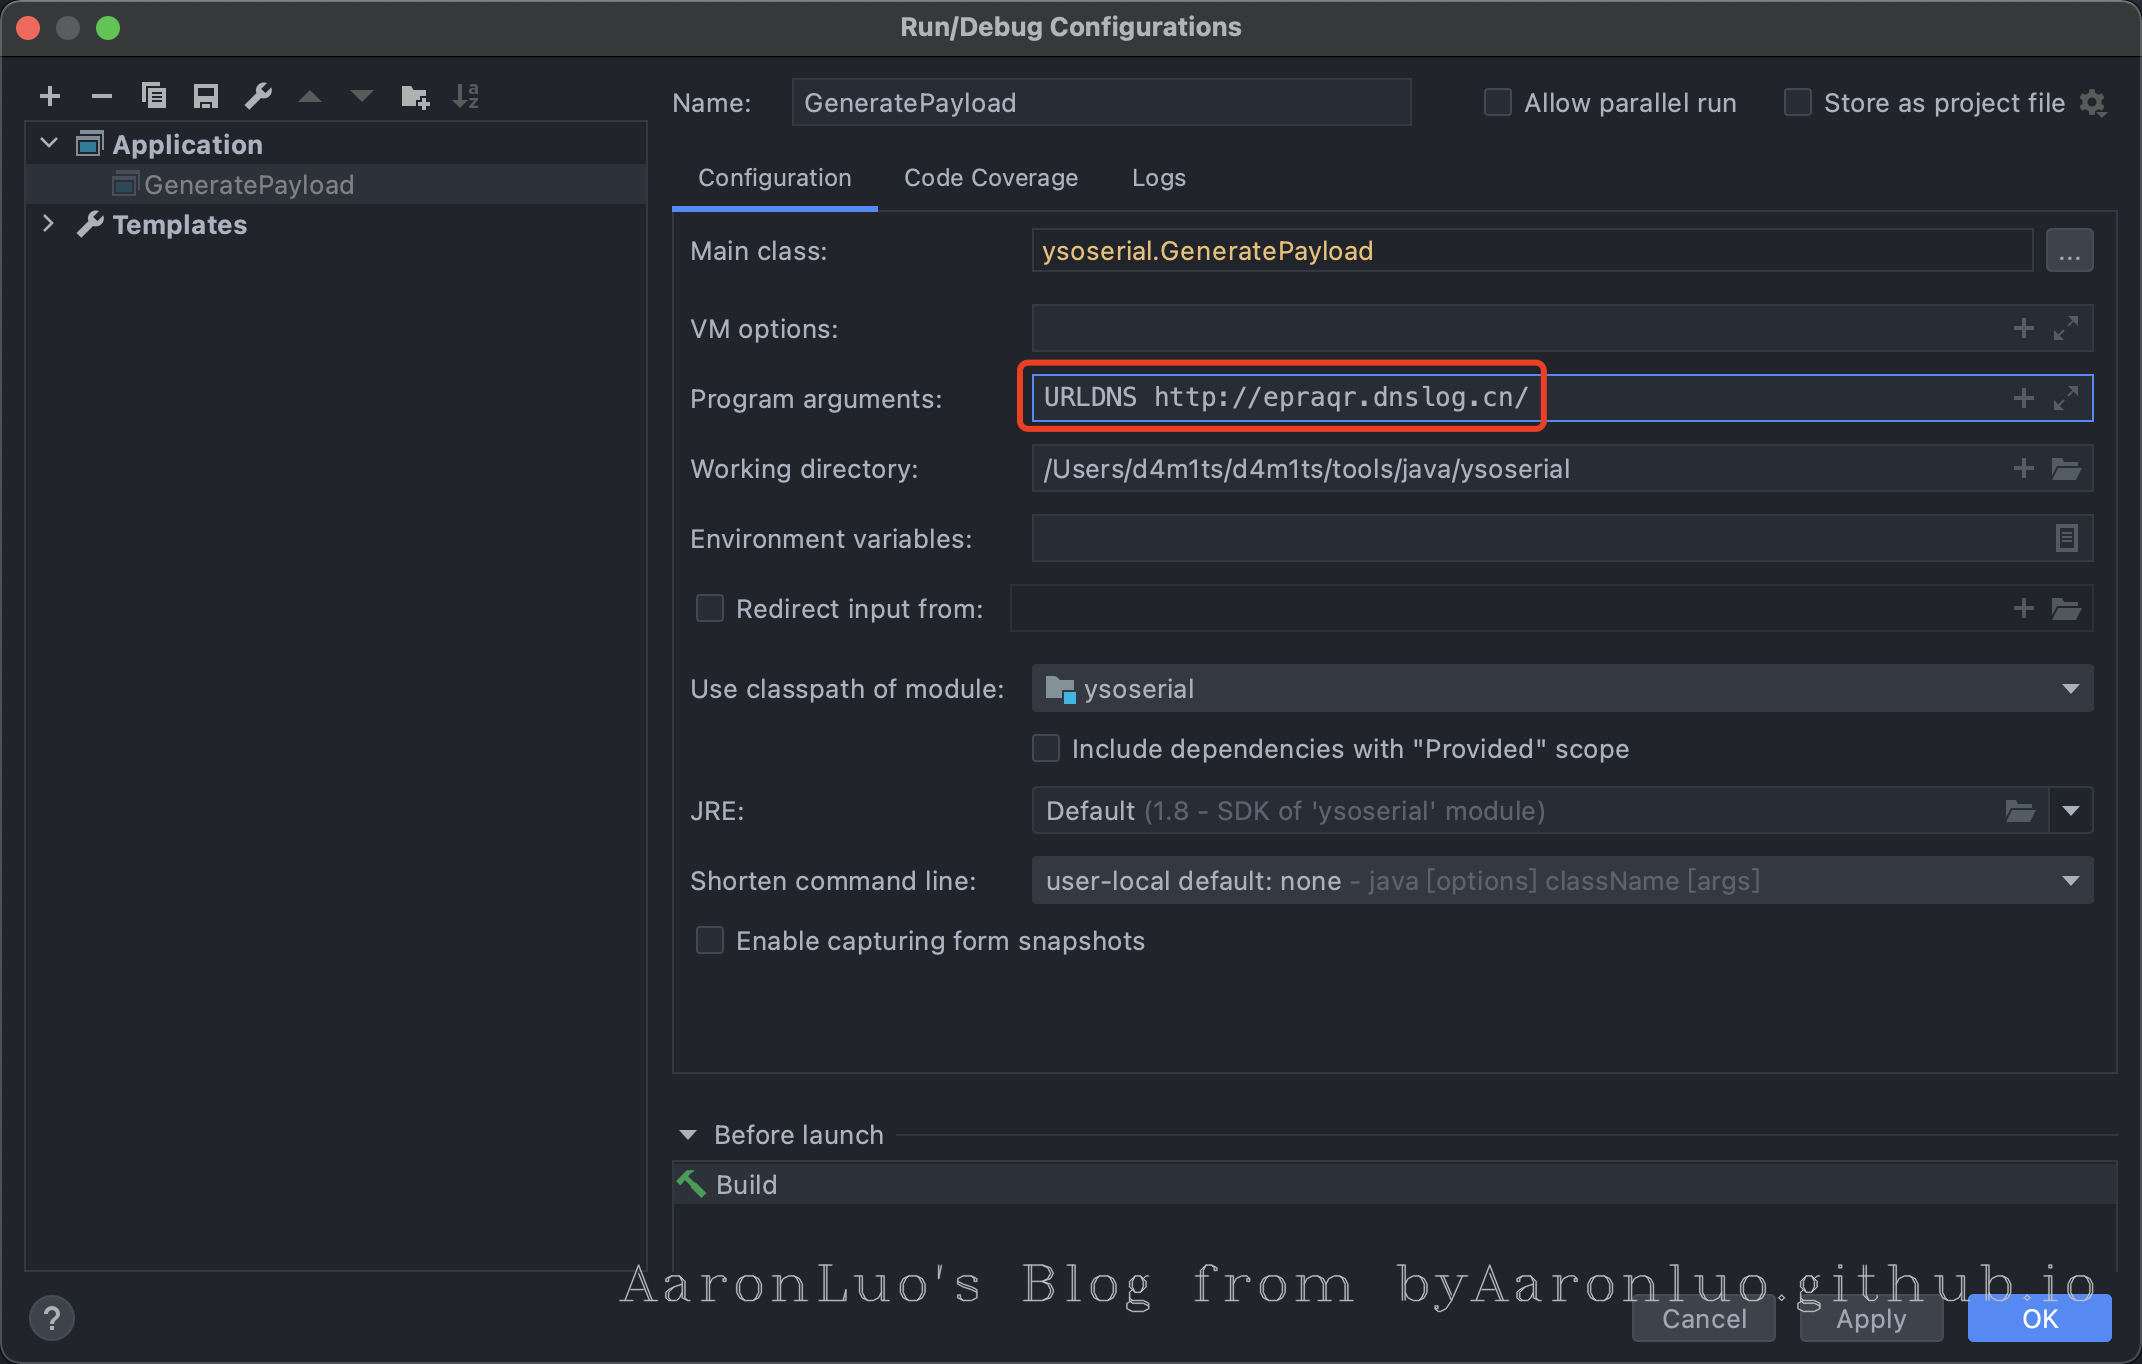 Run/Debug Configurations
Name: GeneratePayload Allow parallel run Store as project file
Application
GeneratePayload
Templates
Configuration Code Coverage Logs
Main class: ysoserial.GeneratePayload ...
VM options:
Program arguments: URLDNS http://epraqr.dnslog.cn/
Working directory: /Users/d4m1ts/d4m1ts/tools/java/ysoserial
Environment variables:
Redirect input from:
Use classpath of module: ysoserial
Include dependencies with "Provided" scope
JRE: Default (1.8 - SDK of 'ysoserial' module)
Shorten command line: user-local default: none - java [options] className [args]
Enable capturing form snapshots
Before launch
Build
AaronLuo's Blog from byAaronluo.github.io
? Cancel Apply OK